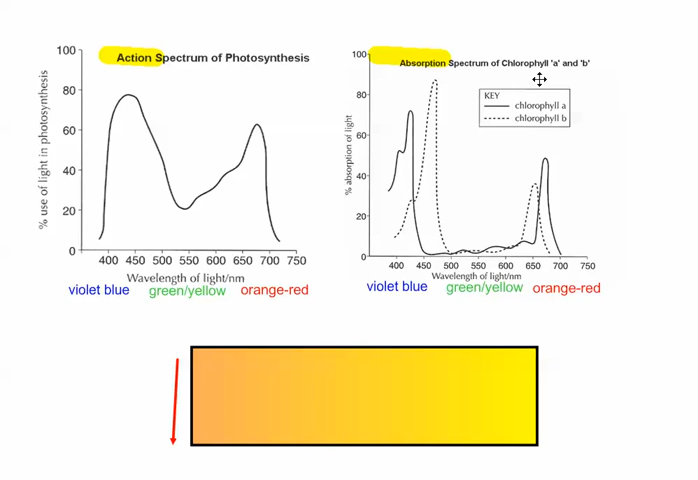 Action Spectrum of Photosynthesis
% use of light in photosynthesis
100
80
60
40
20
0
400 450 500 550 600 650 700 750
Wavelength of light/nm
violet blue green/yellow orange-red
Absorption Spectrum of Chlorophyll 'a' and 'b'
KEY
chlorophyll a
chlorophyll b
% absorption of light
100
80
60
40
20
0
400 450 500 550 600 650 700 750
Wavelength of light/nm
violet blue green/yellow orange-red